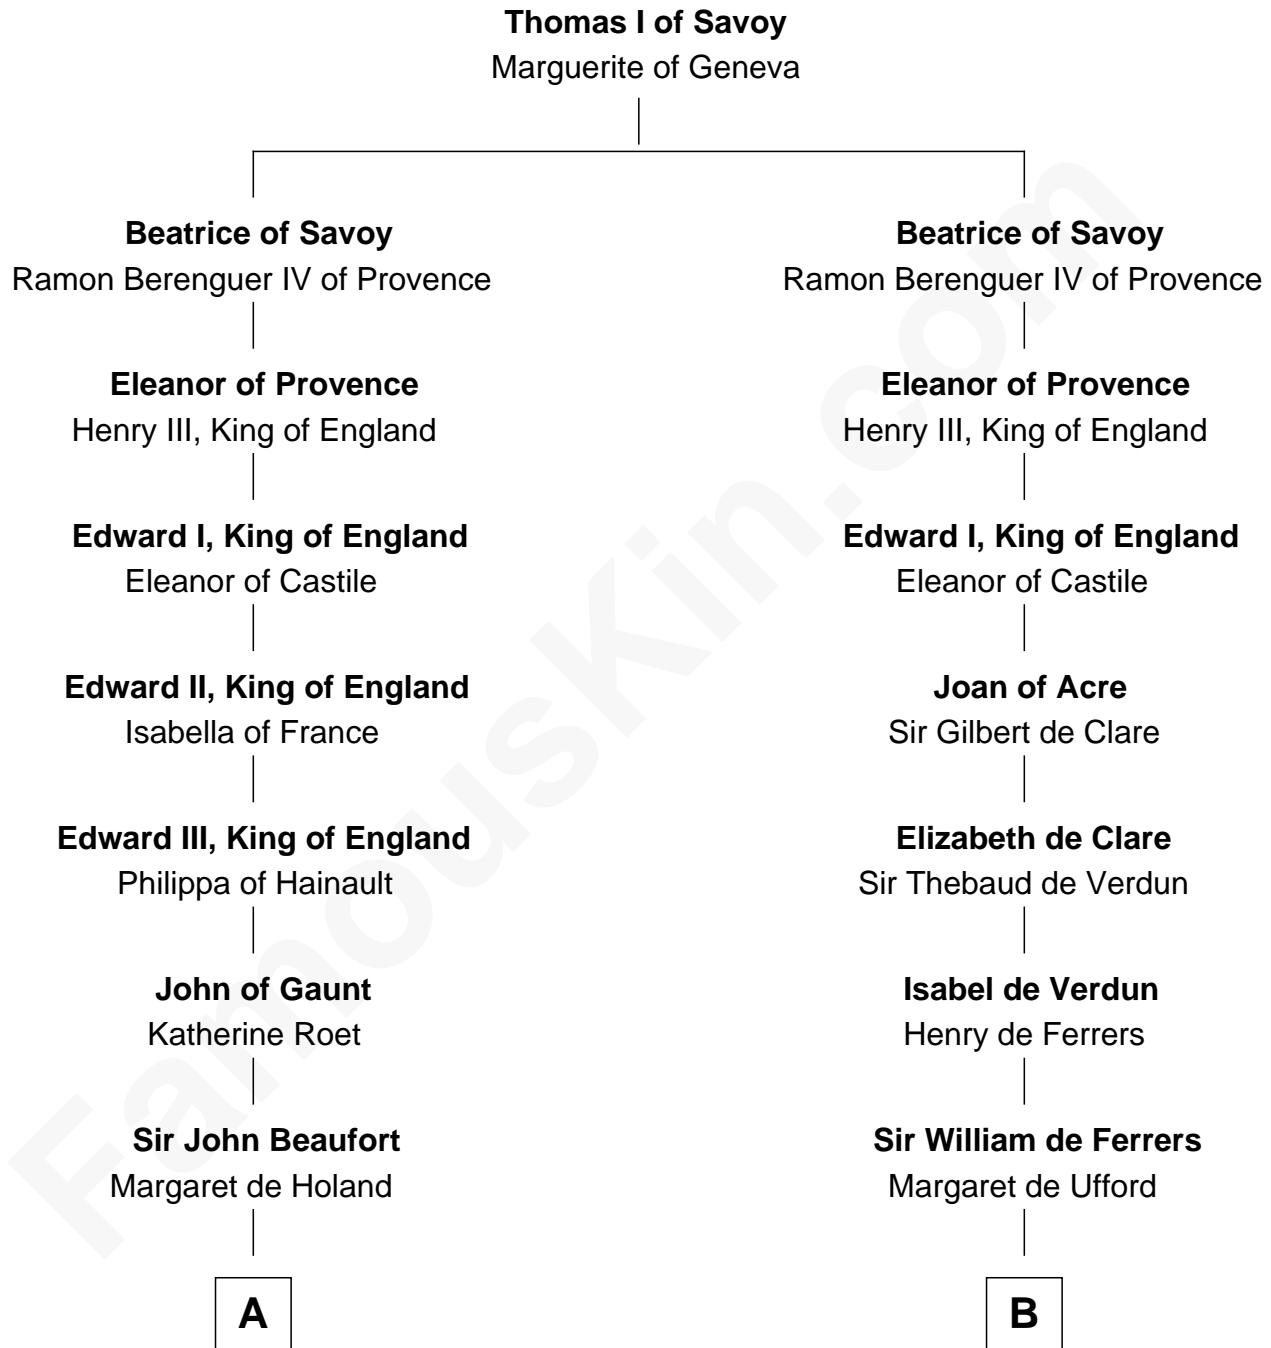 Thomas I of Savoy
Marguerite of Geneva
Beatrice of Savoy
Ramon Berenguer IV of Provence
Eleanor of Provence
Henry III, King of England
Edward I, King of England
Eleanor of Castile
Edward II, King of England
Isabella of France
Edward III, King of England
Philippa of Hainault
John of Gaunt
Katherine Roet
Sir John Beaufort
Margaret de Holand
A
Beatrice of Savoy
Ramon Berenguer IV of Provence
Eleanor of Provence
Henry III, King of England
Edward I, King of England
Eleanor of Castile
Joan of Acre
Sir Gilbert de Clare
Elizabeth de Clare
Sir Thebaud de Verdun
Isabel de Verdun
Henry de Ferrers
Sir William de Ferrers
Margaret de Ufford
B
FamousKin.com